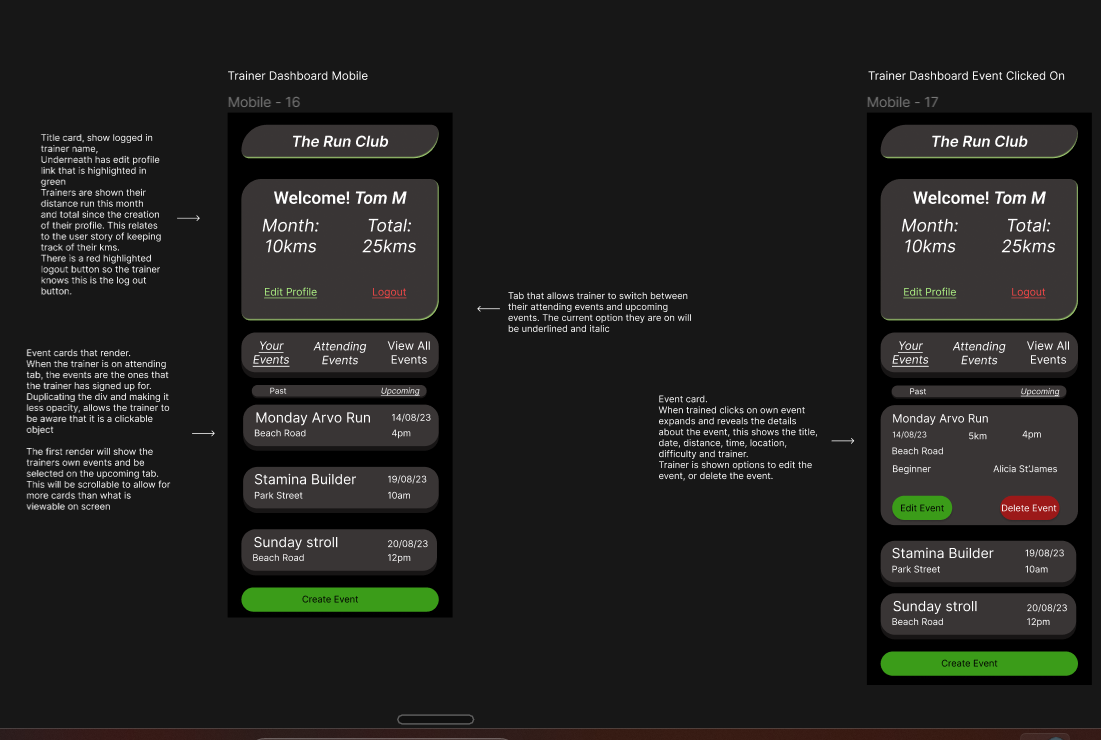 Trainer Dashboard Mobile
Mobile - 16
Title card, show logged in
trainer name,
Underneath has edit profile
link that is highlighted in
green
Trainers are shown their
distance run this month
and total since the creation
of their profile. This relates
to the user story of keeping
track of their kms.
There is a red highlighted
logout button so the trainer
knows this is the log out
button.
Event cards that render.
When the trainer is on attending
tab, the events are the ones that
the trainer has signed up for.
Duplicating the div and making it
less opacity, allows the trainer to
be aware that it is a clickable
object
The first render will show the
trainers own events and be
selected on the upcoming tab.
This will be scrollable to allow for
more cards than what is
viewable on screen
The Run Club
Welcome! Tom M
Month: Total:
10kms 25kms
Edit Profile Logout
Your Attending View All
Events Events Events
Past Upcoming
Monday Arvo Run 14/08/23
Beach Road 4pm
Stamina Builder 19/08/23
Park Street 10am
Sunday stroll 20/08/23
Beach Road 12pm
Create Event
Tab that allows trainer to switch between
their attending events and upcoming
events. The current option they are on will
be underlined and italic
Event card.
When trained clicks on own event
expands and reveals the details
about the event, this shows the title,
date, distance, time, location,
difficulty and trainer.
Trainer is shown options to edit the
event, or delete the event.
Trainer Dashboard Event Clicked On
Mobile - 17
The Run Club
Welcome! Tom M
Month: Total:
10kms 25kms
Edit Profile Logout
Your Attending View All
Events Events Events
Past Upcoming
Monday Arvo Run
14/08/23 5km 4pm
Beach Road
Beginner Alicia St'James
Edit Event Delete Event
Stamina Builder 19/08/23
Park Street 10am
Sunday stroll 20/08/23
Beach Road 12pm
Create Event